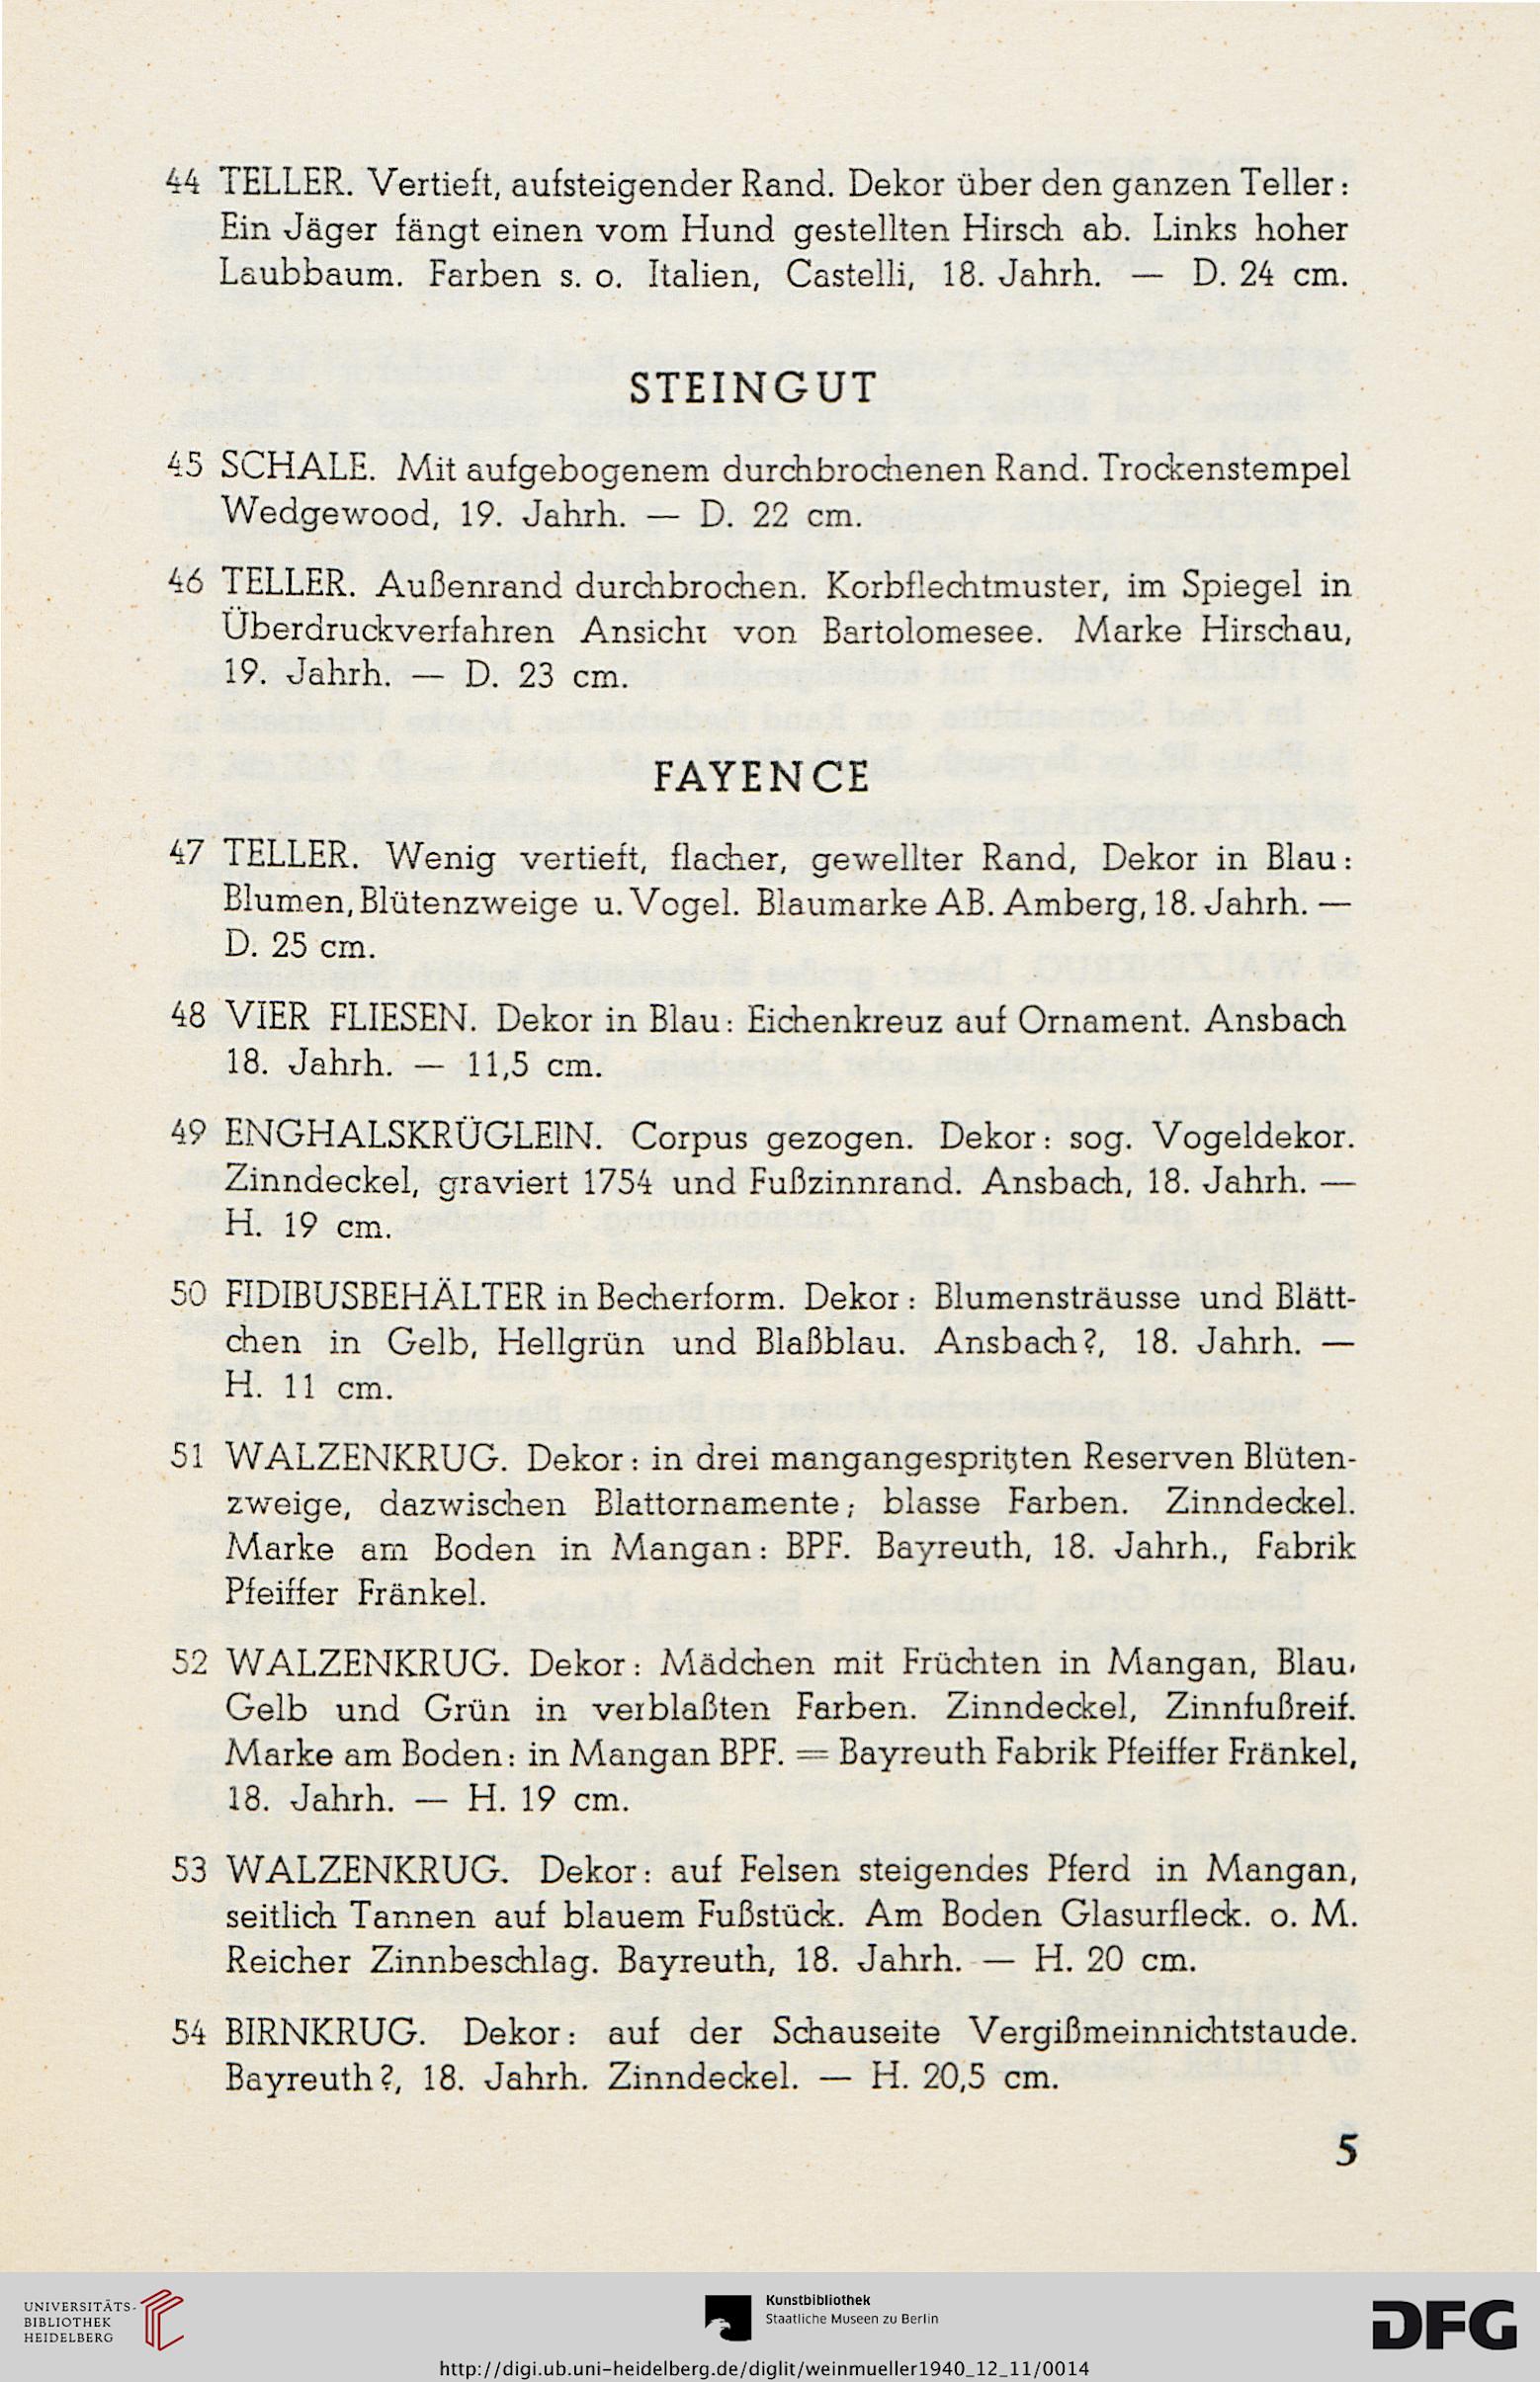 44 TELLER. Vertieft, aufsteigender Rand. Dekor über den ganzen Teller:
Ein Jäger fängt einen vom Hund gestellten Hirsch ab. Links hoher
Laubbaum. Farben s. o. Italien, Castelli, 18. Jahrh. — D. 24 cm.
STEINGUT
45 SCHALE. Mit aufgebogenem durchbrochenen Rand. Trockenstempel
Wedgewood, 19. Jahrh. — D. 22 cm.
46 TELLER. Außenrand durchbrochen. Korbflechtmuster, im Spiegel in
Überdruckverfahren Ansicht von Bartolomesee. Marke Hirschau,
19. Jahrh. — D. 23 cm.
FAYENCE
47 TELLER. Wenig vertieft, flacher, gewellter Rand, Dekor in Blau:
Blumen, Blütenzweige u. Vogel. Blaumarke AB. Amberg, 18. Jahrh. —
D. 25 cm.
48 VIER FLIESEN. Dekor in Blau: Eichenkreuz auf Ornament. Ansbach
18. Jahrh. — 11,5 cm.
49 ENGHALSKRÜGLEIN. Corpus gezogen. Dekor: sog. Vogeldekor.
Zinndeckel, graviert 1754 und Fußzinnrand. Ansbach, 18. Jahrh. —
H. 19 cm.
50 FIDIBUSBEHÄLTER in Becherform. Dekor: Blumensträusse und Blätt-
chen in Gelb, Hellgrün und Blaßblau. Ansbach?, 18. Jahrh. —
H. 11 cm.
51 WALZENKRUG. Dekor: in drei mangangespritzten Reserven Blüten-
zweige, dazwischen Blattornamente; blasse Farben. Zinndeckel.
Marke am Boden in Mangan: BPF. Bayreuth, 18. Jahrh., Fabrik
Pfeiffer Fränkel.
52 WALZENKRUG. Dekor: Mädchen mit Früchten in Mangan, Blau,
Gelb und Grün in verblaßten Farben. Zinndeckel, Zinnfußreif.
Marke am Boden: in Mangan BPF. = Bayreuth Fabrik Pfeiffer Fränkel,
18. Jahrh. — H. 19 cm.
53 WALZENKRUG. Dekor: auf Felsen steigendes Pferd in Mangan,
seitlich Tannen auf blauem Fußstück. Am Boden Glasurfleck. o. M.
Reicher Zinnbeschlag. Bayreuth, 18. Jahrh. — H. 20 cm.
54 BIRNKRUG. Dekor: auf der Schauseite Vergißmeinnichtstaude.
Bayreuth?, 18. Jahrh. Zinndeckel. — H. 20,5 cm.
5
UNIVERSITÄTS-
BIBLIOTHEK
HEIDELBERG
Kunstbibliothek
Staatliche Museen zu Berlin
DFG
http://digi.ub.uni-heidelberg.de/diglit/weinmueller1940_12_11/0014